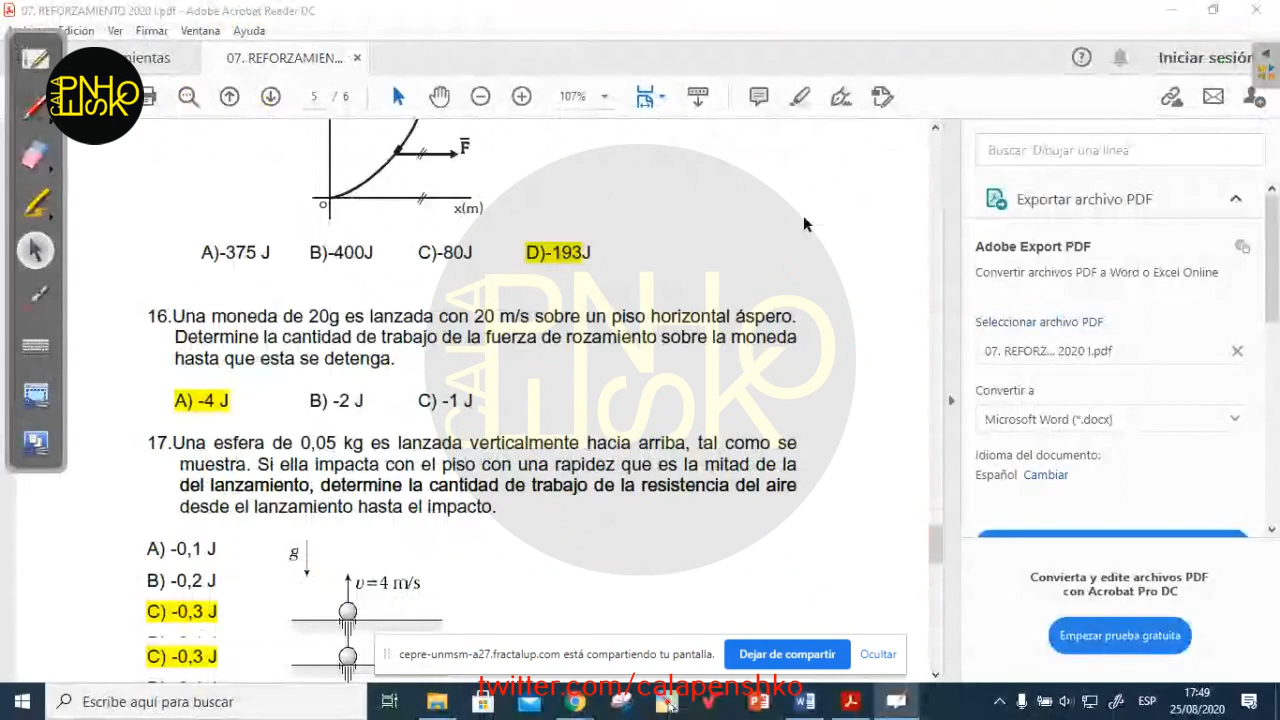 07. REFORZAMIENTO 2020 I.pdf - Adobe Acrobat Reader DC
Edición Ver Firmar Ventana Ayuda
07. REFORZAMIEN... ×
Iniciar sesión
5 / 6
107%
F
o
x(m)
A)-375 J B)-400J C)-80J D)-193J
16.Una moneda de 20g es lanzada con 20 m/s sobre un piso horizontal áspero.
Determine la cantidad de trabajo de la fuerza de rozamiento sobre la moneda
hasta que esta se detenga.
A) -4 J B) -2 J C) -1 J
17.Una esfera de 0,05 kg es lanzada verticalmente hacia arriba, tal como se
muestra. Si ella impacta con el piso con una rapidez que es la mitad de la
del lanzamiento, determine la cantidad de trabajo de la resistencia del aire
desde el lanzamiento hasta el impacto.
A) -0,1 J
B) -0,2 J
C) -0,3 J
C) -0,3 J
g
υ=4 m/s
CALA
PENSHKO
CALA
PENSHKO
Buscar 'Dibujar una línea'
Exportar archivo PDF
Adobe Export PDF
Convertir archivos PDF a Word o Excel Online
Seleccionar archivo PDF
07. REFORZ... 2020 I.pdf
Convertir a
Microsoft Word (*.docx)
Idioma del documento:
Español Cambiar
Convierta y edite archivos PDF
con Acrobat Pro DC
Empezar prueba gratuita
cepre-unmsm-a27.fractalup.com está compartiendo tu pantalla.
Dejar de compartir
Ocultar
twitter.com/calapenshko
Escribe aquí para buscar
ESP
17:49
25/08/2020